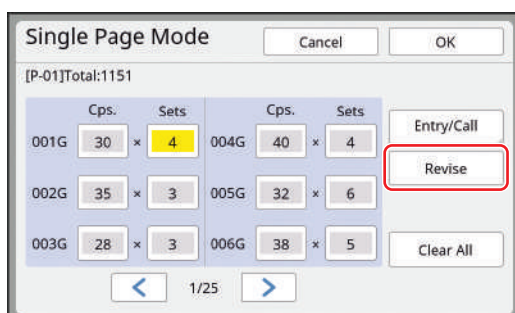 Single Page Mode Cancel OK
[P-01]Total:1151
Cps. Sets Cps. Sets
001G 30 × 4 004G 40 × 4 Entry/Call
002G 35 × 3 005G 32 × 6 Revise
003G 28 × 3 006G 38 × 5 Clear All
< 1/25 >